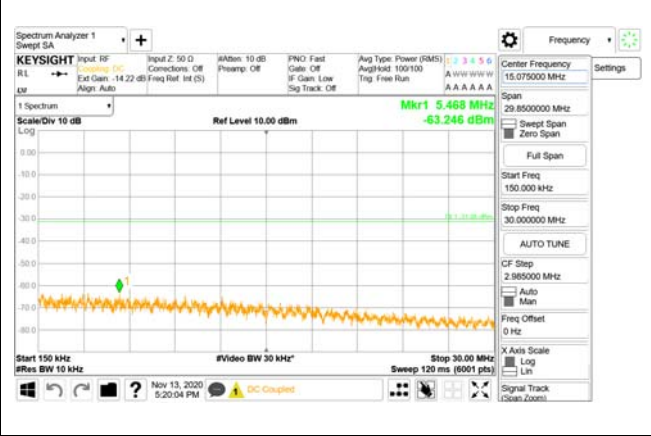 Spectrum Analyzer 1
Swept SA
+
Frequency
KEYSIGHT Input: RF Input Z: 50 Ω #Atten: 10 dB PNO: Fast Avg Type: Power (RMS) 1 2 3 4 5 6
RL Coupling: DC Corrections: Off Preamp: Off Gate: Off Avg|Hold: 100/100 A W W W W W
Ext Gain: -14.22 dB Freq Ref: Int (S) IF Gain: Low Trig: Free Run
Align: Auto Sig Track: Off A A A A A A
1 Spectrum
Scale/Div 10 dB Ref Level 10.00 dBm Mkr1 5.468 MHz
-63.246 dBm
Log
0.00
-10.0
-20.0
-30.0
-40.0
-50.0
-60.0
-70.0
-80.0
1
Start 150 kHz #Video BW 30 kHz* Stop 30.00 MHz
#Res BW 10 kHz Sweep 120 ms (6001 pts)
? Nov 13, 2020
5:20:04 PM
DC Coupled
Settings
Center Frequency
15.075000 MHz
Span
29.8500000 MHz
Swept Span
Zero Span
Full Span
Start Freq
150.000 kHz
Stop Freq
30.000000 MHz
AUTO TUNE
CF Step
2.985000 MHz
Auto
Man
Freq Offset
0 Hz
X Axis Scale
Log
Lin
Signal Track
(Span Zoom)